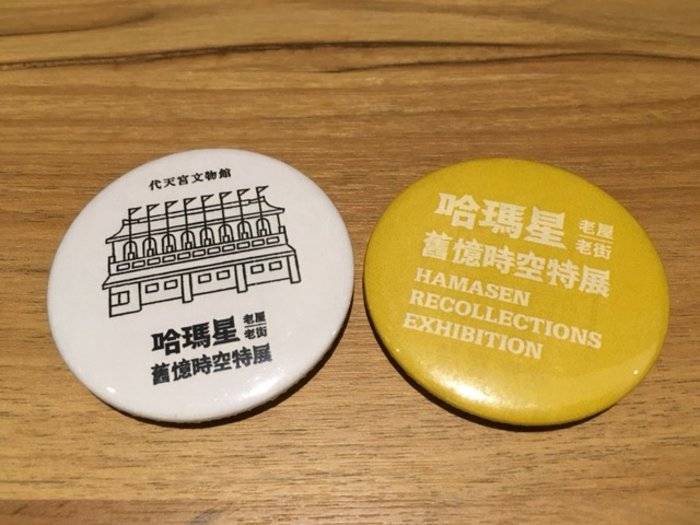 代天宮文物館
哈瑪星 老屋 老街
舊憶時空特展
哈瑪星 老屋 老街
舊憶時空特展
HAMASEN
RECOLLECTIONS
EXHIBITION